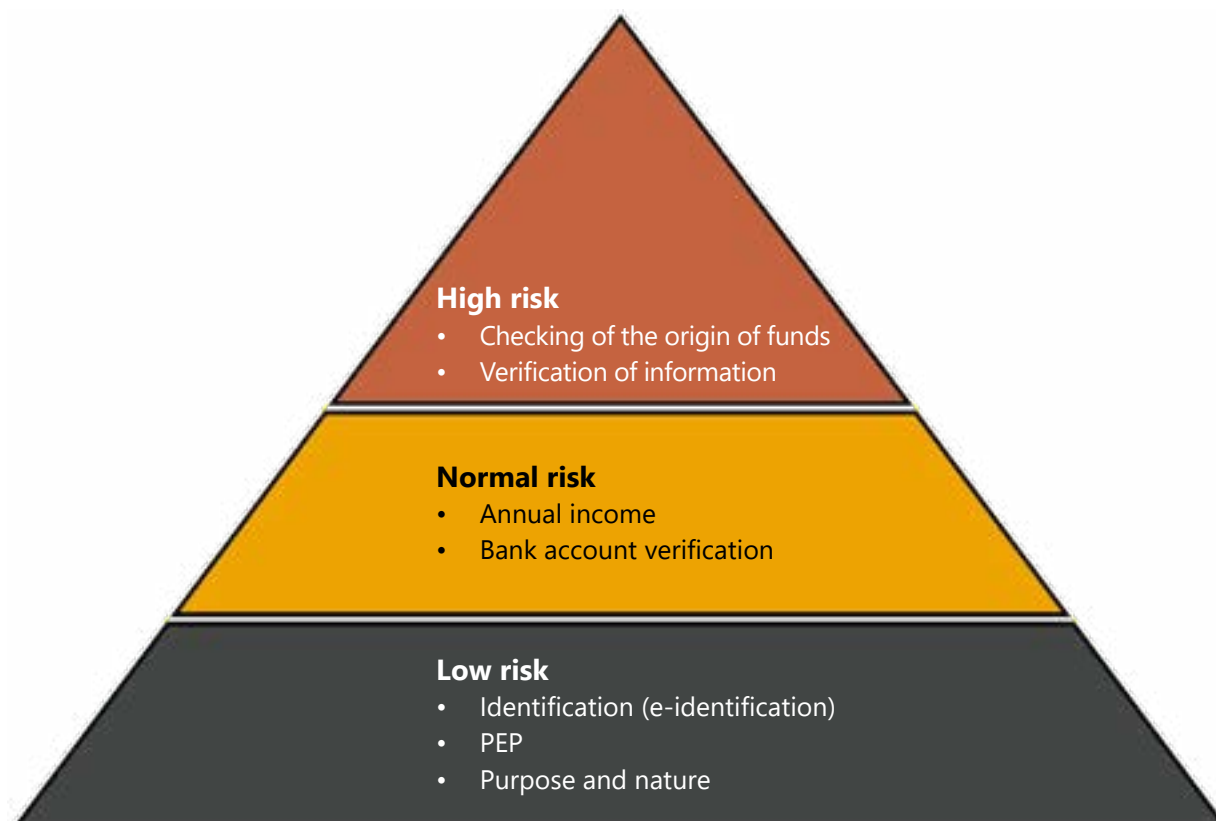 High risk
• Checking of the origin of funds
• Verification of information
Normal risk
• Annual income
• Bank account verification
Low risk
• Identification (e-identification)
• PEP
• Purpose and nature